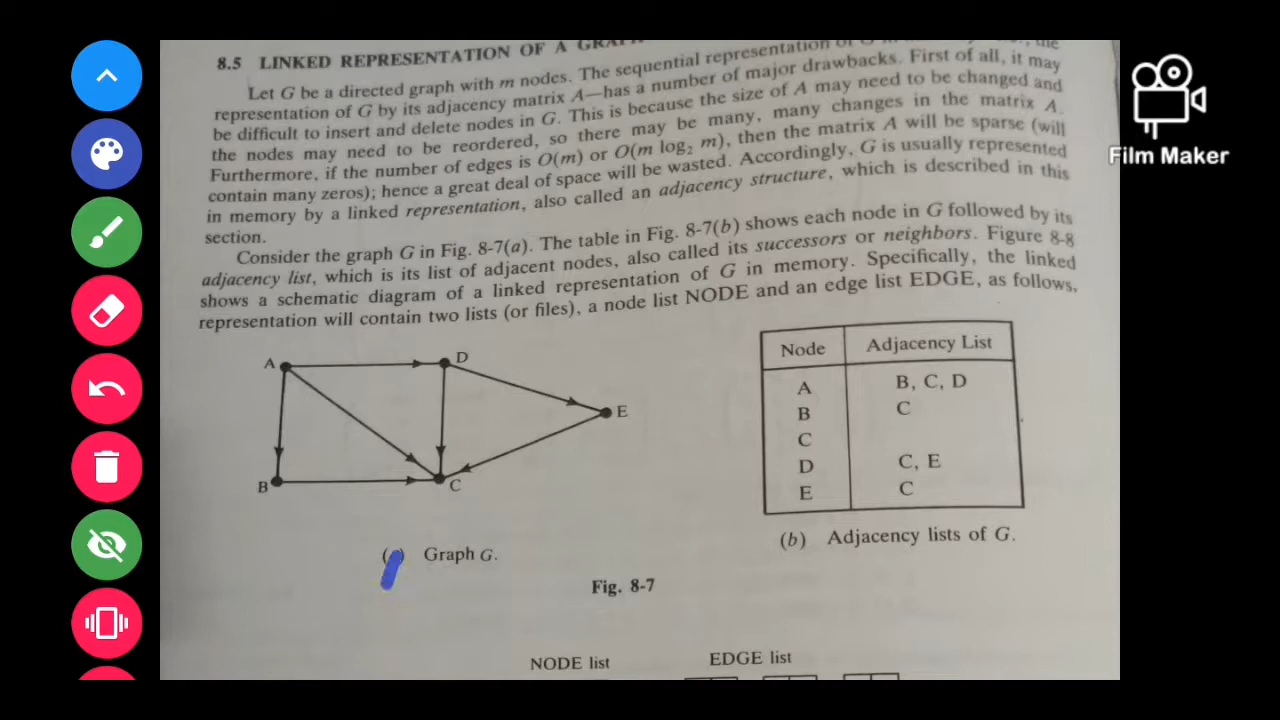 8.5 LINKED REPRESENTATION OF A
Let G be a directed graph with m nodes. The sequential representation of G in the
representation of G by its adjacency matrix A—has a number of major drawbacks. First of all, it may
be difficult to insert and delete nodes in G. This is because the size of A may need to be changed and
the nodes may need to be reordered, so there may be many, many changes in the matrix A.
Furthermore, if the number of edges is O(m) or O(m log₂ m), then the matrix A will be sparse (will
contain many zeros); hence a great deal of space will be wasted. Accordingly, G is usually represented
in memory by a linked representation, also called an adjacency structure, which is described in this
section.
Consider the graph G in Fig. 8-7(a). The table in Fig. 8-7(b) shows each node in G followed by its
adjacency list, which is its list of adjacent nodes, also called its successors or neighbors. Figure 8-8
shows a schematic diagram of a linked representation of G in memory. Specifically, the linked
representation will contain two lists (or files), a node list NODE and an edge list EDGE, as follows,
A D
E
B C
Node Adjacency List
A B, C, D
B C
C
D C, E
E C
Graph G.
(b) Adjacency lists of G.
Fig. 8-7
NODE list EDGE list
Film Maker